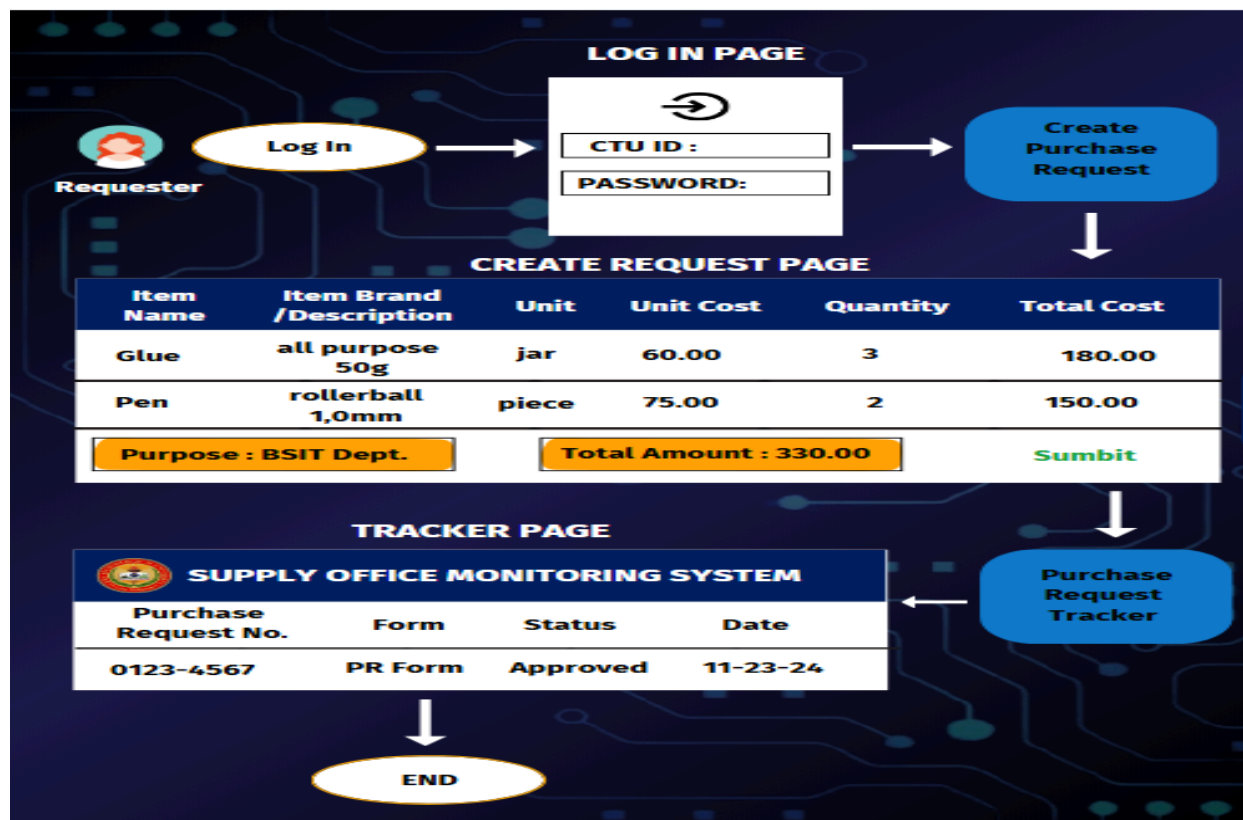 LOG IN PAGE
Log In
CTU ID :
PASSWORD:
Create
Purchase
Request
Requester
CREATE REQUEST PAGE
Item Name Item Brand /Description Unit Unit Cost Quantity Total Cost
Glue all purpose 50g jar 60.00 3 180.00
Pen rollerball 1,0mm piece 75.00 2 150.00
Purpose : BSIT Dept. Total Amount : 330.00 Sumbit
TRACKER PAGE
SUPPLY OFFICE MONITORING SYSTEM
Purchase
Request
Tracker
Purchase Request No. Form Status Date
0123-4567 PR Form Approved 11-23-24
END